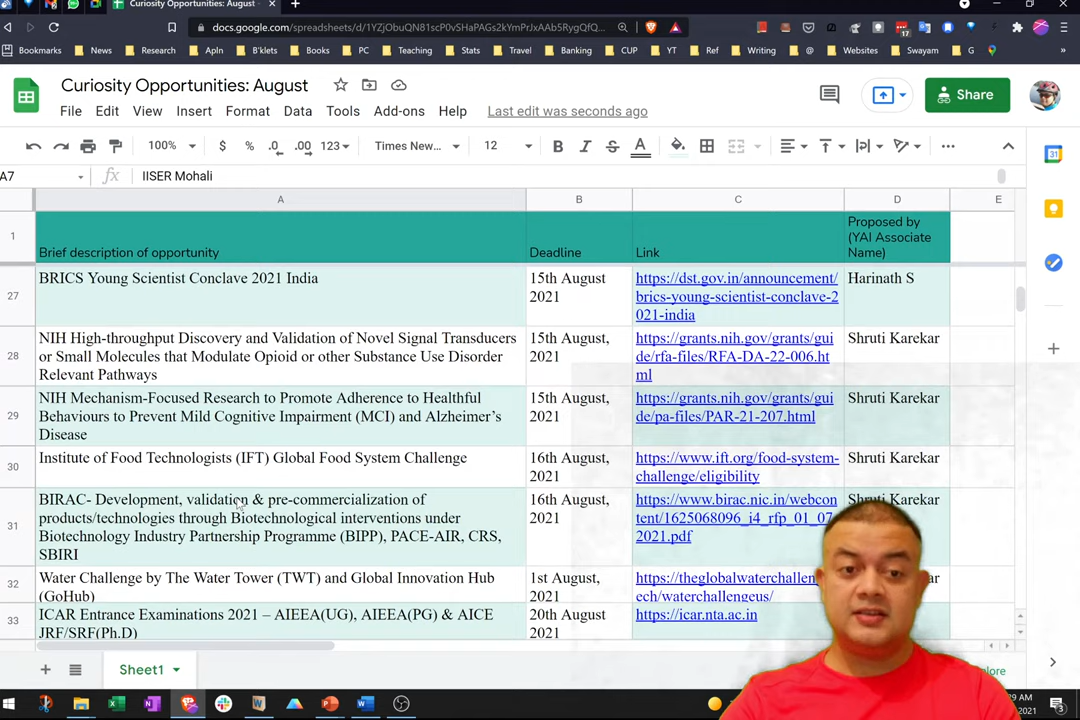 Curiosity Opportunities: August
docs.google.com/spreadsheets/d/1YZjObuQN81scP0vSHaPAGs2kYmPrJxAAb5RygQfQ...
Bookmarks News Research ApIn B'klets Books PC Teaching Stats Travel Banking CUP YT Ref Writing @ Websites Swayam G
17
Curiosity Opportunities: August
Share
File Edit View Insert Format Data Tools Add-ons Help Last edit was seconds ago
100% $ % .0 .00 123 Times New... 12 B I S A
31
A7 fx IISER Mohali
A B C D E
1 Brief description of opportunity Deadline Link Proposed by
(YAI Associate
Name)
27 BRICS Young Scientist Conclave 2021 India 15th August https://dst.gov.in/announcement/ Harinath S
2021 brics-young-scientist-conclave-2
021-india
28 NIH High-throughput Discovery and Validation of Novel Signal Transducers 15th August, https://grants.nih.gov/grants/gui Shruti Karekar
or Small Molecules that Modulate Opioid or other Substance Use Disorder 2021 de/rfa-files/RFA-DA-22-006.ht
Relevant Pathways ml
29 NIH Mechanism-Focused Research to Promote Adherence to Healthful 15th August, https://grants.nih.gov/grants/gui Shruti Karekar
Behaviours to Prevent Mild Cognitive Impairment (MCI) and Alzheimer's 2021 de/pa-files/PAR-21-207.html
Disease
30 Institute of Food Technologists (IFT) Global Food System Challenge 16th August, https://www.ift.org/food-system- Shruti Karekar
2021 challenge/eligibility
31 BIRAC- Development, validation & pre-commercialization of 16th August, https://www.birac.nic.in/webcon Shruti Karekar
products/technologies through Biotechnological interventions under 2021 tent/1625068096_i4_rfp_01_07
Biotechnology Industry Partnership Programme (BIPP), PACE-AIR, CRS, 2021.pdf
SBIRI
32 Water Challenge by The Water Tower (TWT) and Global Innovation Hub 1st August, https://theglobalwaterchallen Karekar
(GoHub) 2021 ech/waterchallengeus/
33 ICAR Entrance Examinations 2021 – AIEEA(UG), AIEEA(PG) & AICE 20th August https://icar.nta.ac.in
JRF/SRF(Ph.D) 2021
Sheet1
plore
29 AM
2021
3